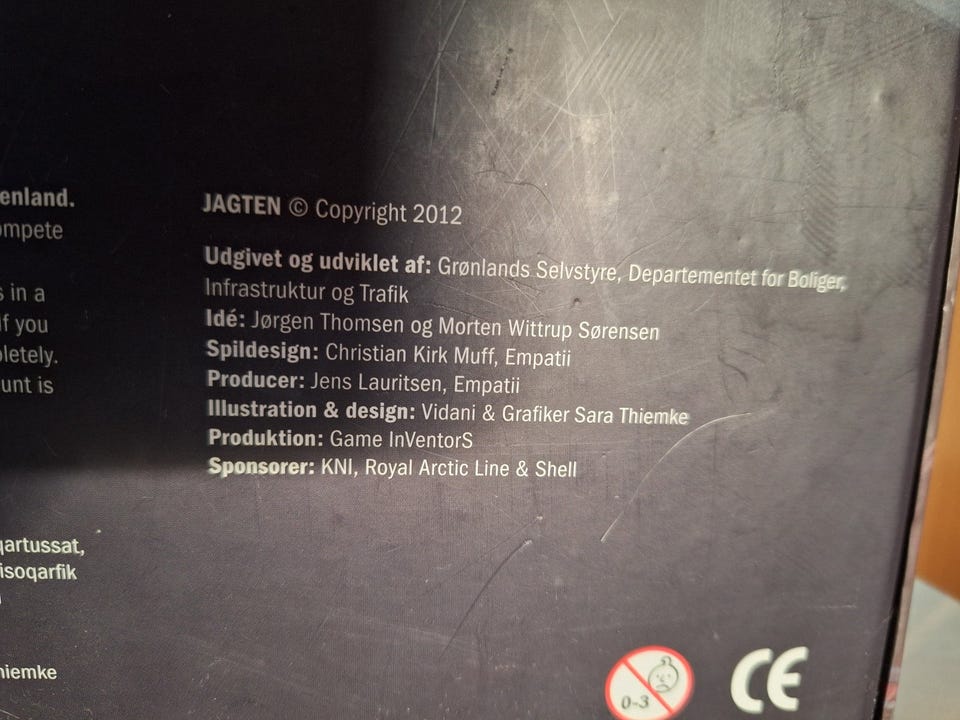 enland.
mpete
s in a
If you
letely.
unt is
JAGTEN © Copyright 2012
Udgivet og udviklet af: Grønlands Selvstyre, Departementet for Boliger,
Infrastruktur og Trafik
Idé: Jørgen Thomsen og Morten Wittrup Sørensen
Spildesign: Christian Kirk Muff, Empatii
Producer: Jens Lauritsen, Empatii
Illustration & design: Vidani & Grafiker Sara Thiemke
Produktion: Game InVentorS
Sponsorer: KNI, Royal Arctic Line & Shell
qartussat,
isoqarfik
hiemke
0-3
CE